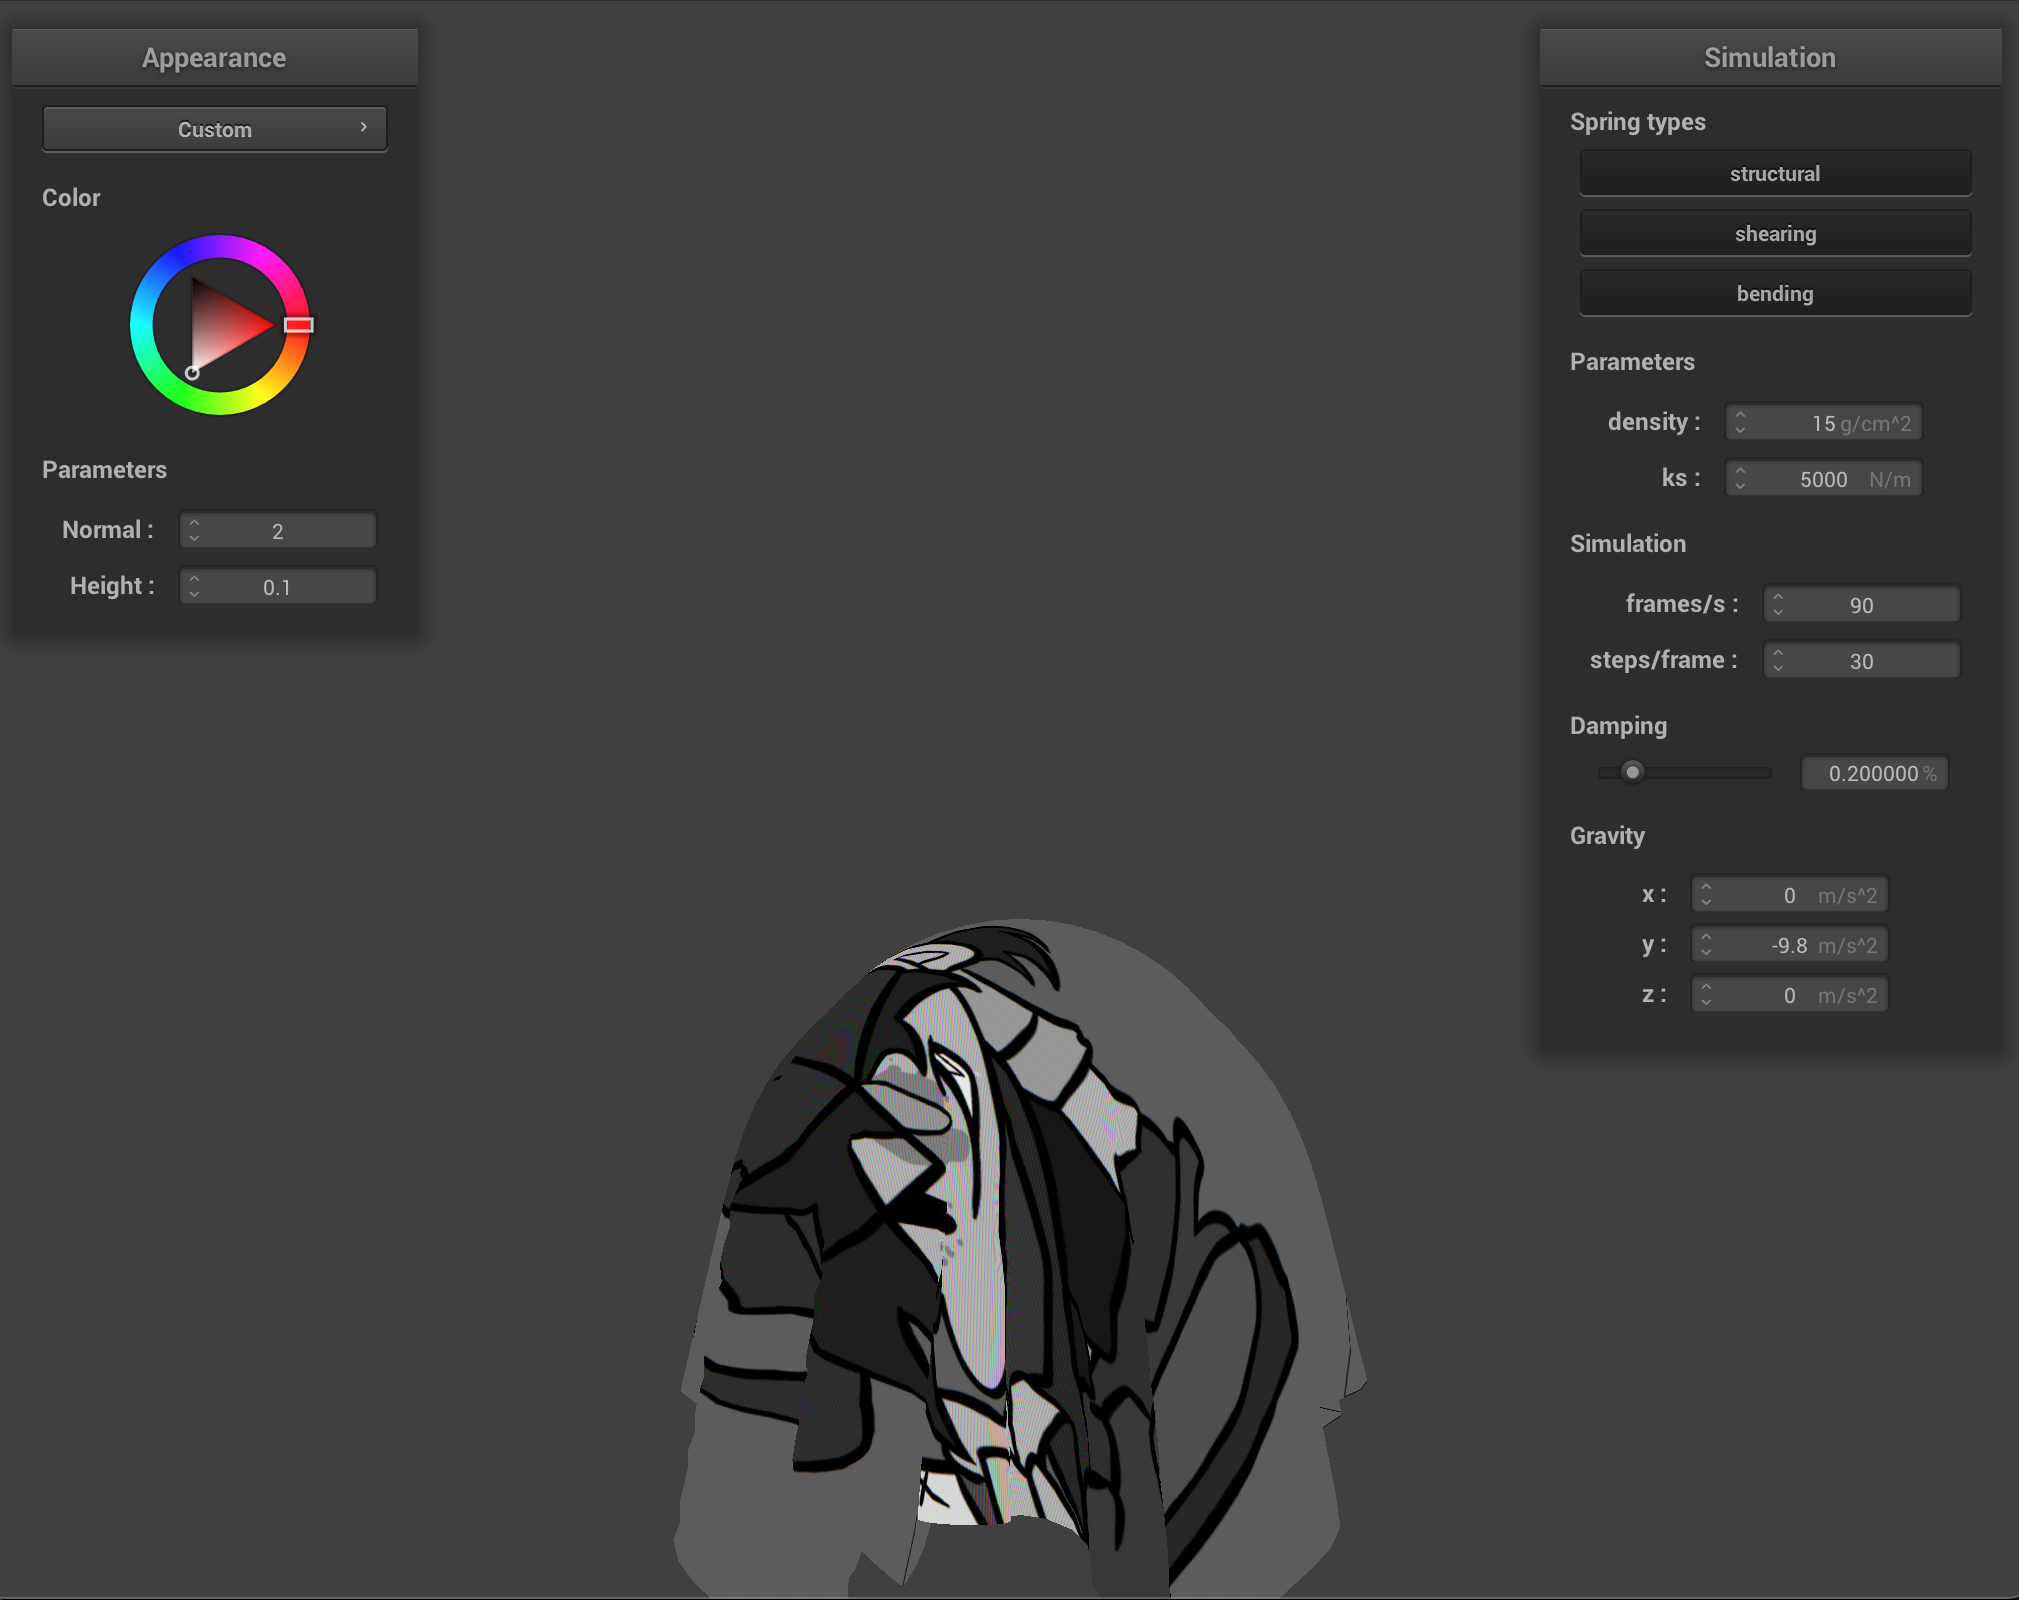 Appearance
Custom
Color
Parameters
Normal : 2
Height : 0.1
Simulation
Spring types
structural
shearing
bending
Parameters
density : 15 g/cm^2
ks : 5000 N/m
Simulation
frames/s : 90
steps/frame : 30
Damping
0.200000 %
Gravity
x : 0 m/s^2
y : -9.8 m/s^2
z : 0 m/s^2